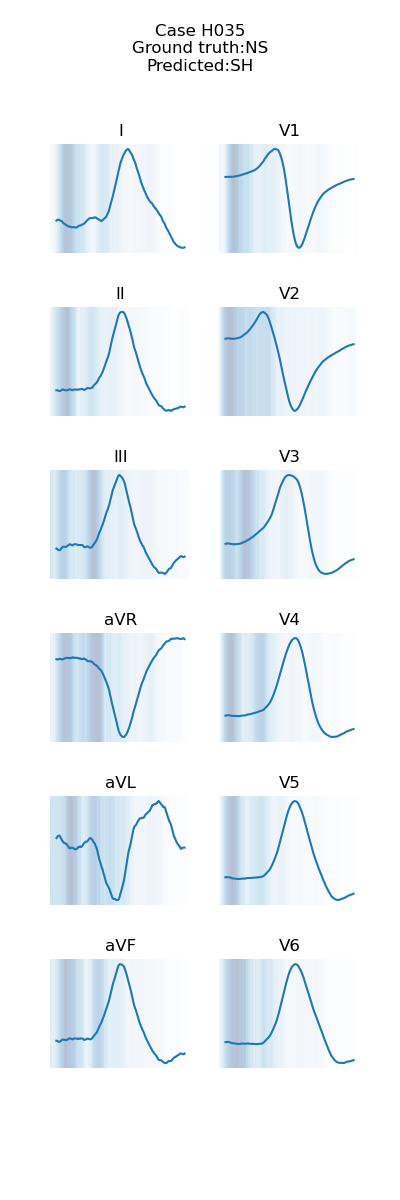 Case H035
Ground truth:NS
Predicted:SH
I
V1
II
V2
III
V3
aVR
V4
aVL
V5
aVF
V6